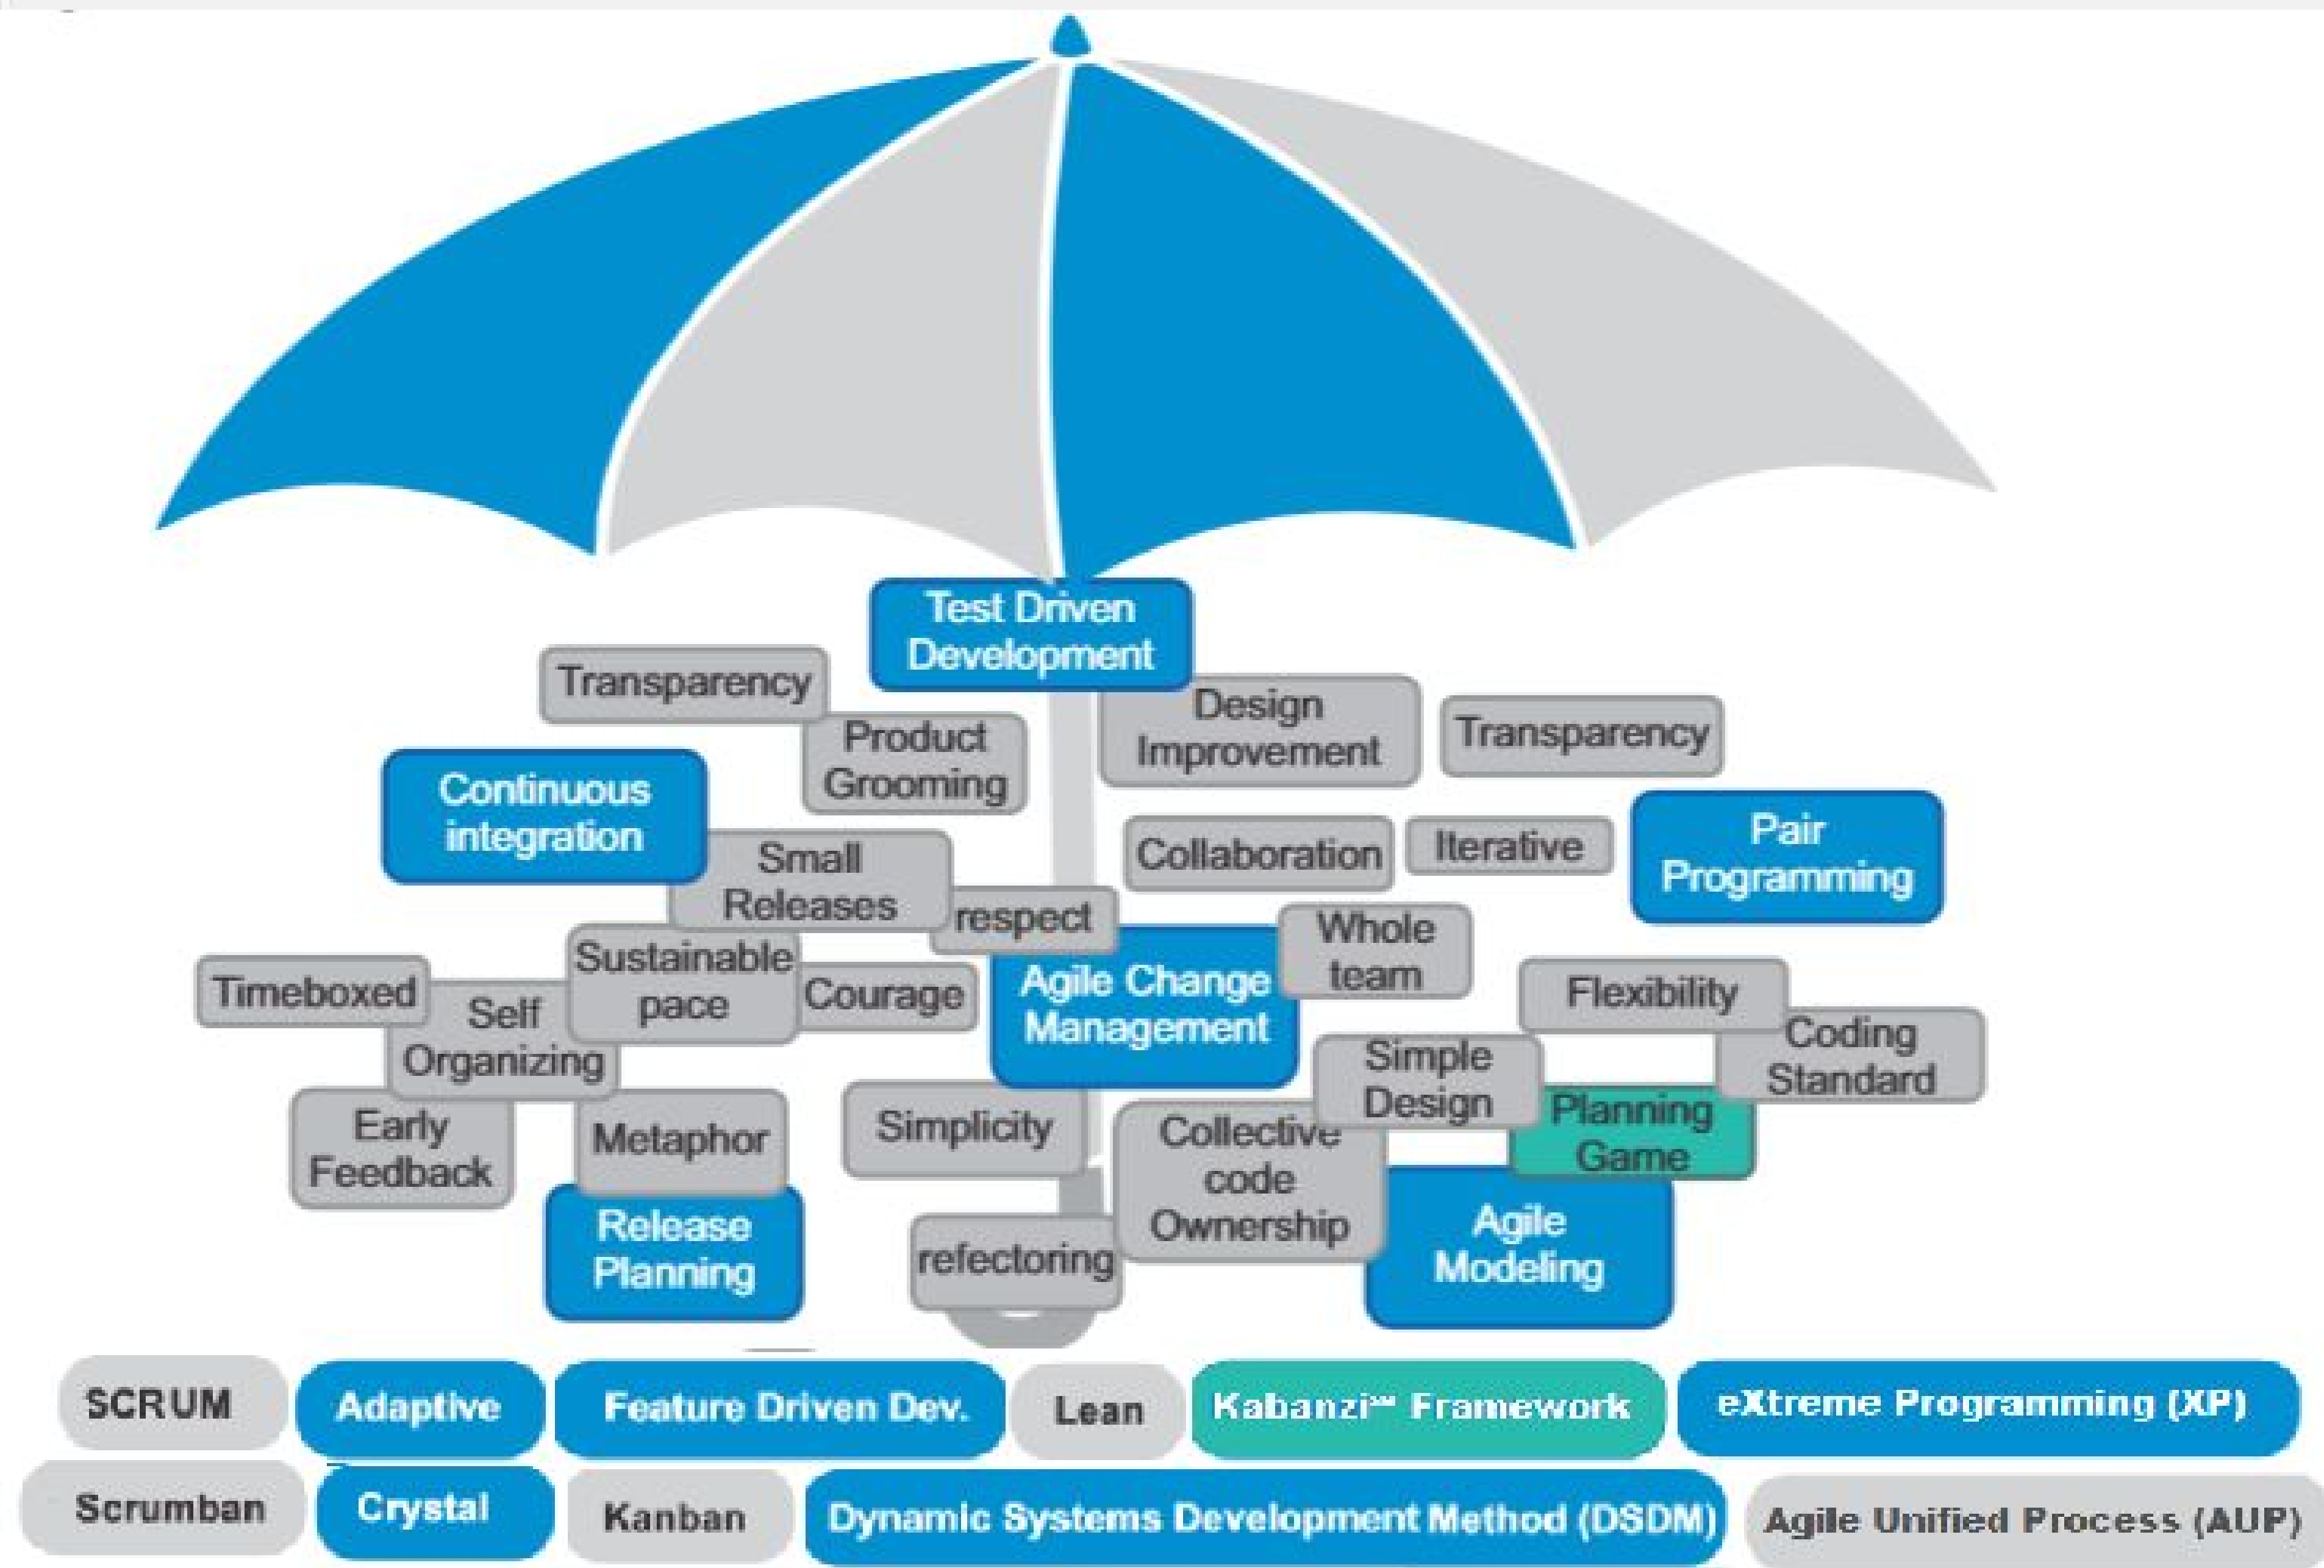 Test Driven
Development
Transparency
Product
Grooming
Design
Improvement
Transparency
Continuous
integration
Small
Releases
Collaboration
Iterative
Pair
Programming
respect
Whole
team
Timeboxed
Self
Organizing
Sustainable
pace
Courage
Agile Change
Management
Flexibility
Coding
Standard
Simple
Design
Planning
Game
Early
Feedback
Metaphor
Simplicity
Collective
code
Ownership
Release
Planning
refectoring
Agile
Modeling
SCRUM
Adaptive
Feature Driven Dev.
Lean
Kabanzi℠ Framework
eXtreme Programming (XP)
Scrumban
Crystal
Kanban
Dynamic Systems Development Method (DSDM)
Agile Unified Process (AUP)